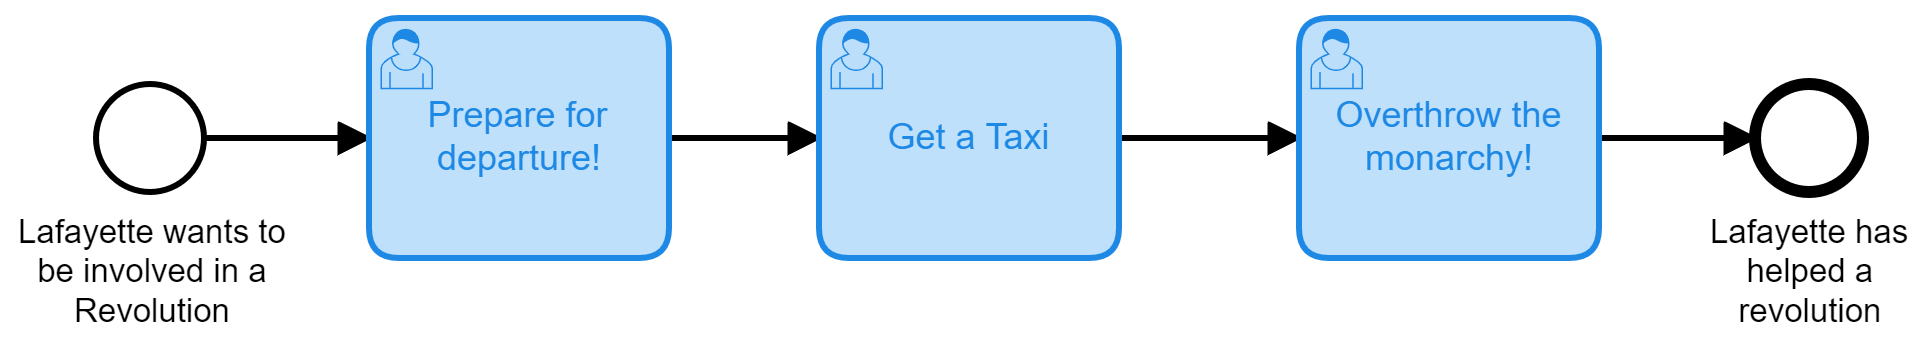 Lafayette wants to
be involved in a
Revolution
Prepare for
departure!
Get a Taxi
Overthrow the
monarchy!
Lafayette has
helped a
revolution